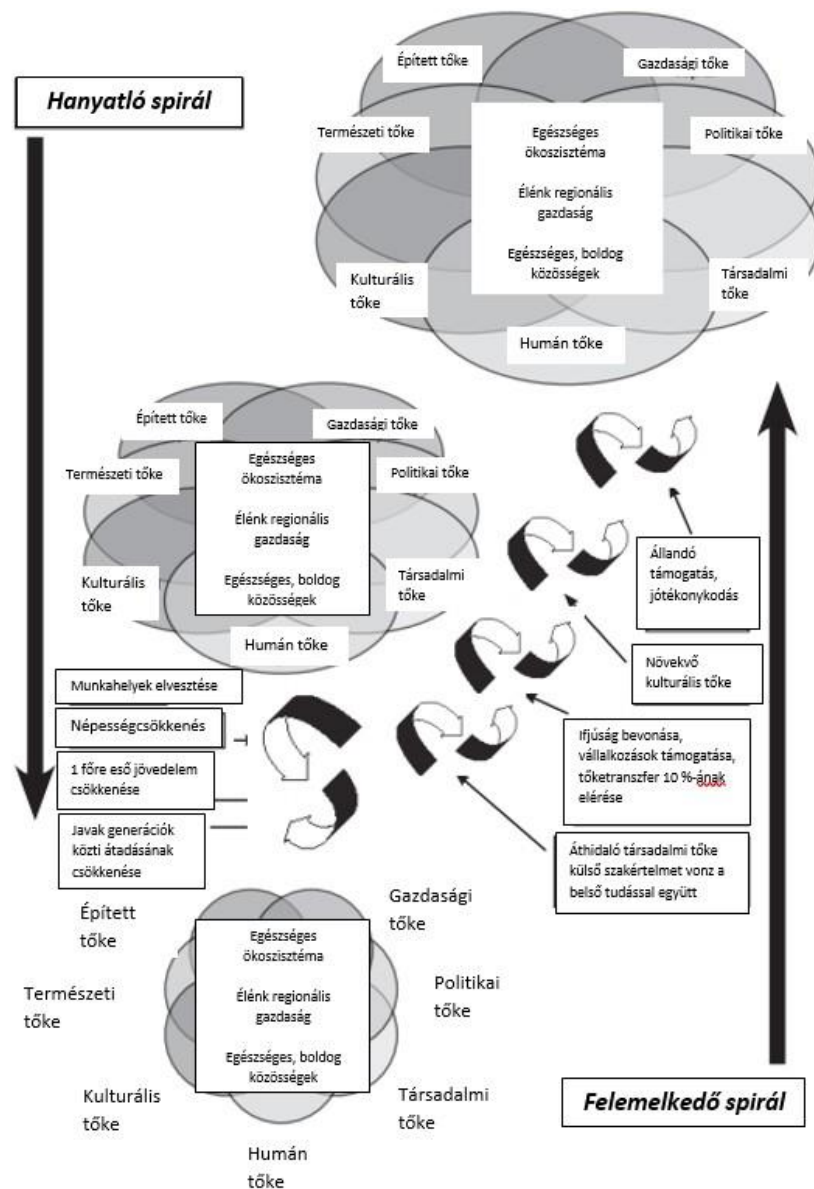 Hanyatló spirál
Épített tőke
Gazdasági tőke
Természeti tőke
Politikai tőke
Egészséges
ökoszisztéma
Élénk regionális
gazdaság
Egészséges, boldog
közösségek
Kulturális
tőke
Társadalmi
tőke
Humán tőke
Épített tőke
Gazdasági tőke
Természeti tőke
Politikai tőke
Egészséges
ökoszisztéma
Élénk regionális
gazdaság
Egészséges, boldog
közösségek
Kulturális
tőke
Társadalmi
tőke
Humán tőke
Munkahelyek elvesztése
Népességcsökkenés
1 főre eső jövedelem
csökkenése
Javak generációk
közti átadásának
csökkenése
Állandó
támogatás,
jótékonykodás
Növekvő
kulturális tőke
Ifjúság bevonása,
vállalkozások támogatása,
tőketranszfer 10 %-ának
elérése
Áthidaló társadalmi tőke
külső szakértelmet vonz a
belső tudással együtt
Épített
tőke
Gazdasági
tőke
Természeti
tőke
Politikai
tőke
Egészséges
ökoszisztéma
Élénk regionális
gazdaság
Egészséges, boldog
közösségek
Kulturális
tőke
Társadalmi
tőke
Humán
tőke
Felemelkedő spirál